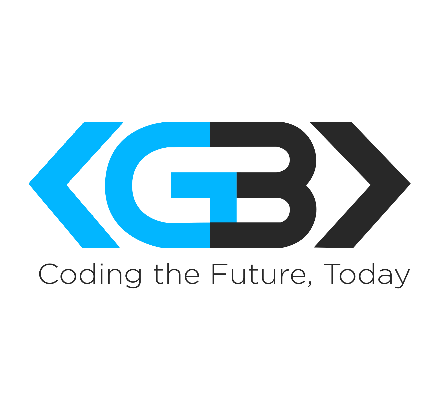 <GB>
Coding the Future, Today